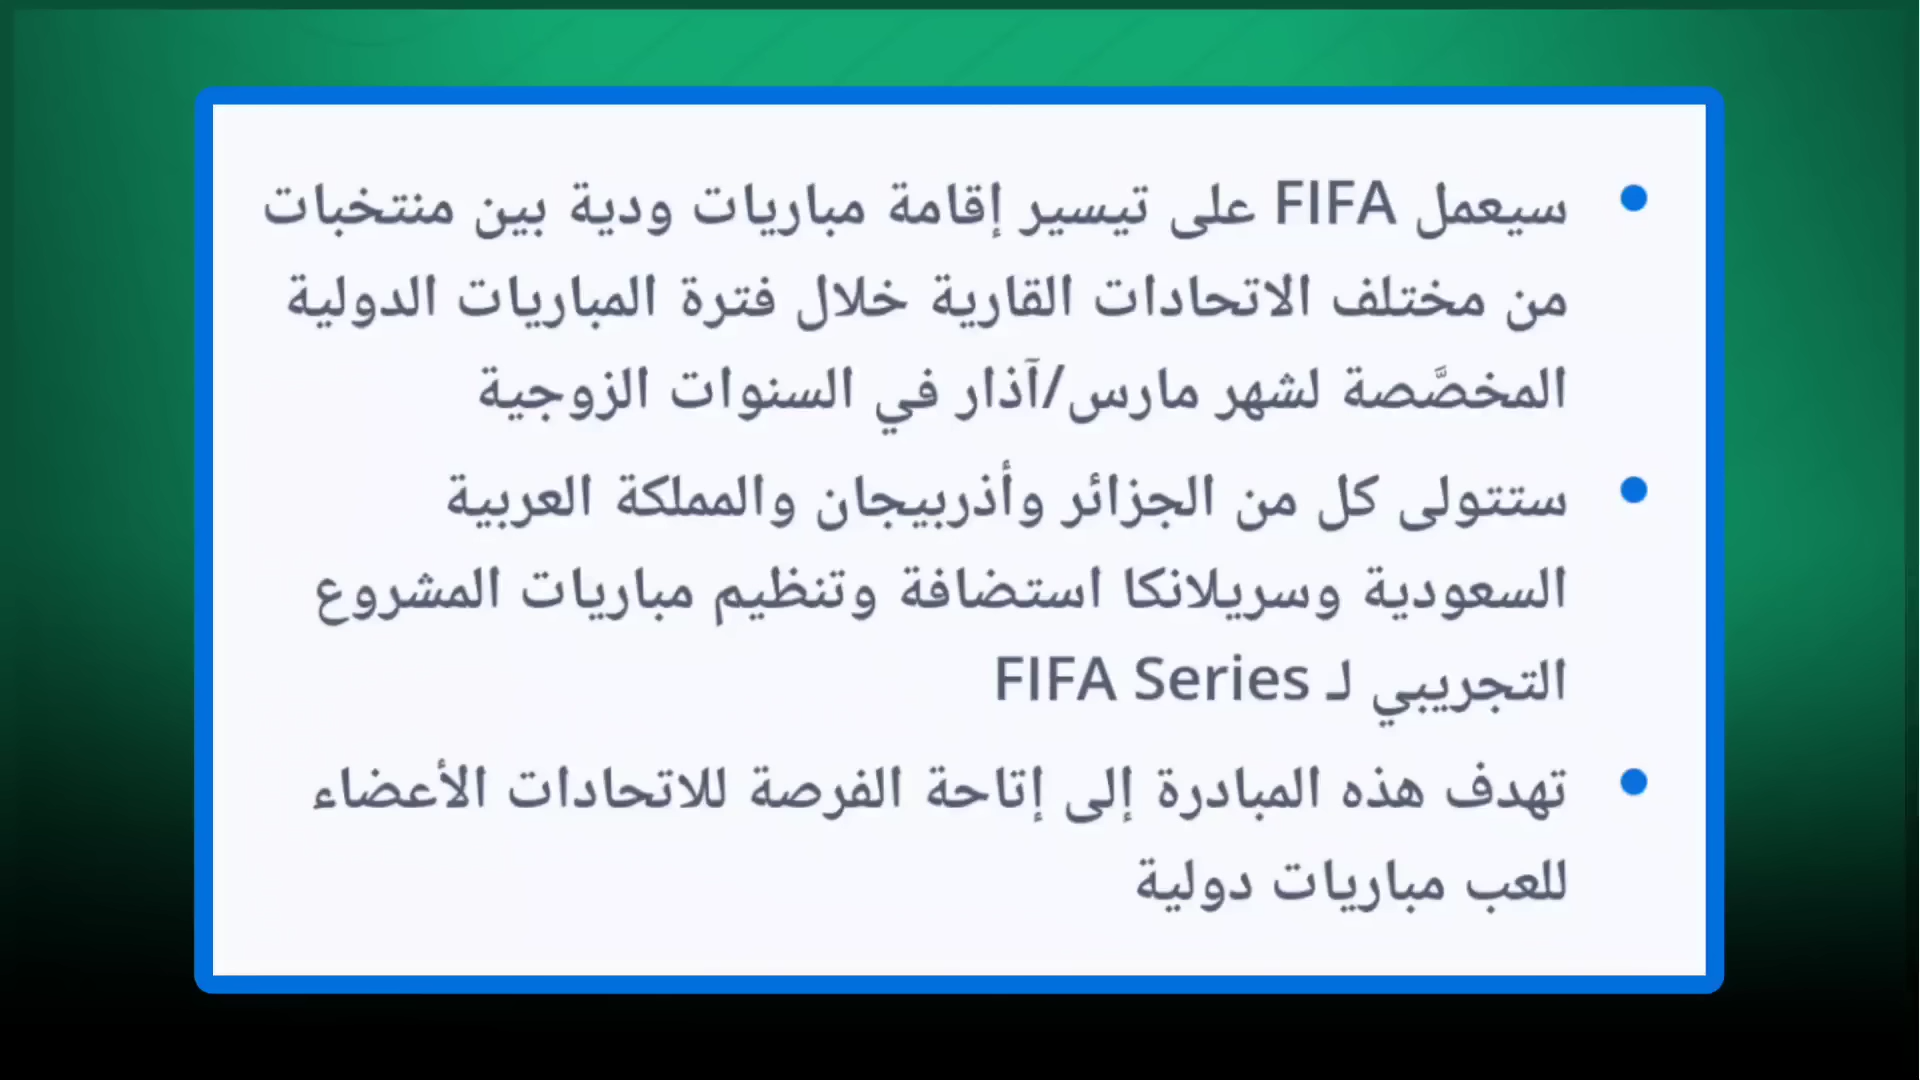 سيعمل FIFA على تيسير إقامة مباريات ودية بين منتخبات
من مختلف الاتحادات القارية خلال فترة المباريات الدولية
المخصَّصة لشهر مارس/آذار في السنوات الزوجية
ستتولى كل من الجزائر وأذربيجان والمملكة العربية
السعودية وسريلانكا استضافة وتنظيم مباريات المشروع
التجريبي لـ FIFA Series
تهدف هذه المبادرة إلى إتاحة الفرصة للاتحادات الأعضاء
للعب مباريات دولية